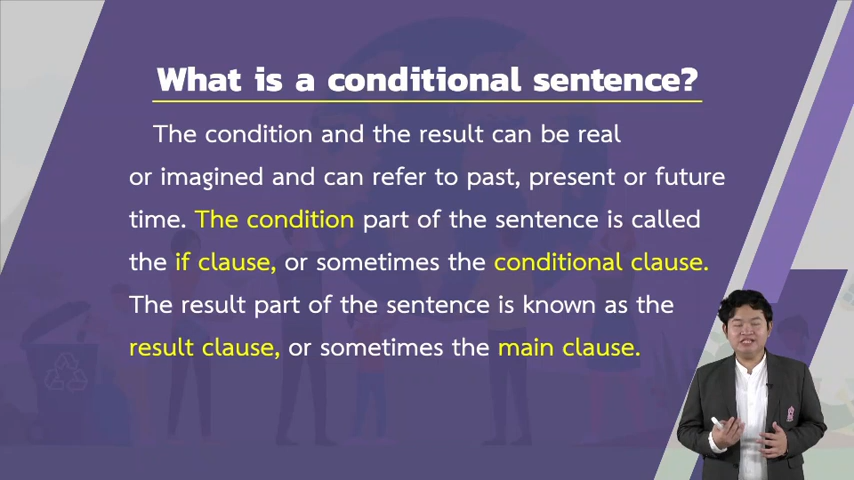 What is a conditional sentence?
The condition and the result can be real
or imagined and can refer to past, present or future
time. The condition part of the sentence is called
the if clause, or sometimes the conditional clause.
The result part of the sentence is known as the
result clause, or sometimes the main clause.